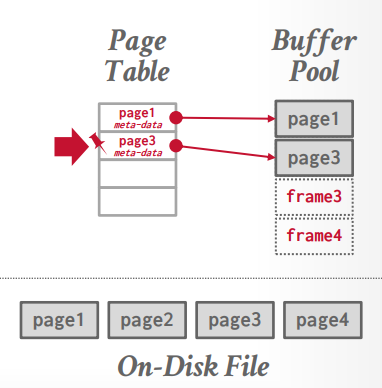 Page
Table
Buffer
Pool
page1
meta-data
page3
meta-data
page1
page3
frame3
frame4
page1
page2
page3
page4
On-Disk File